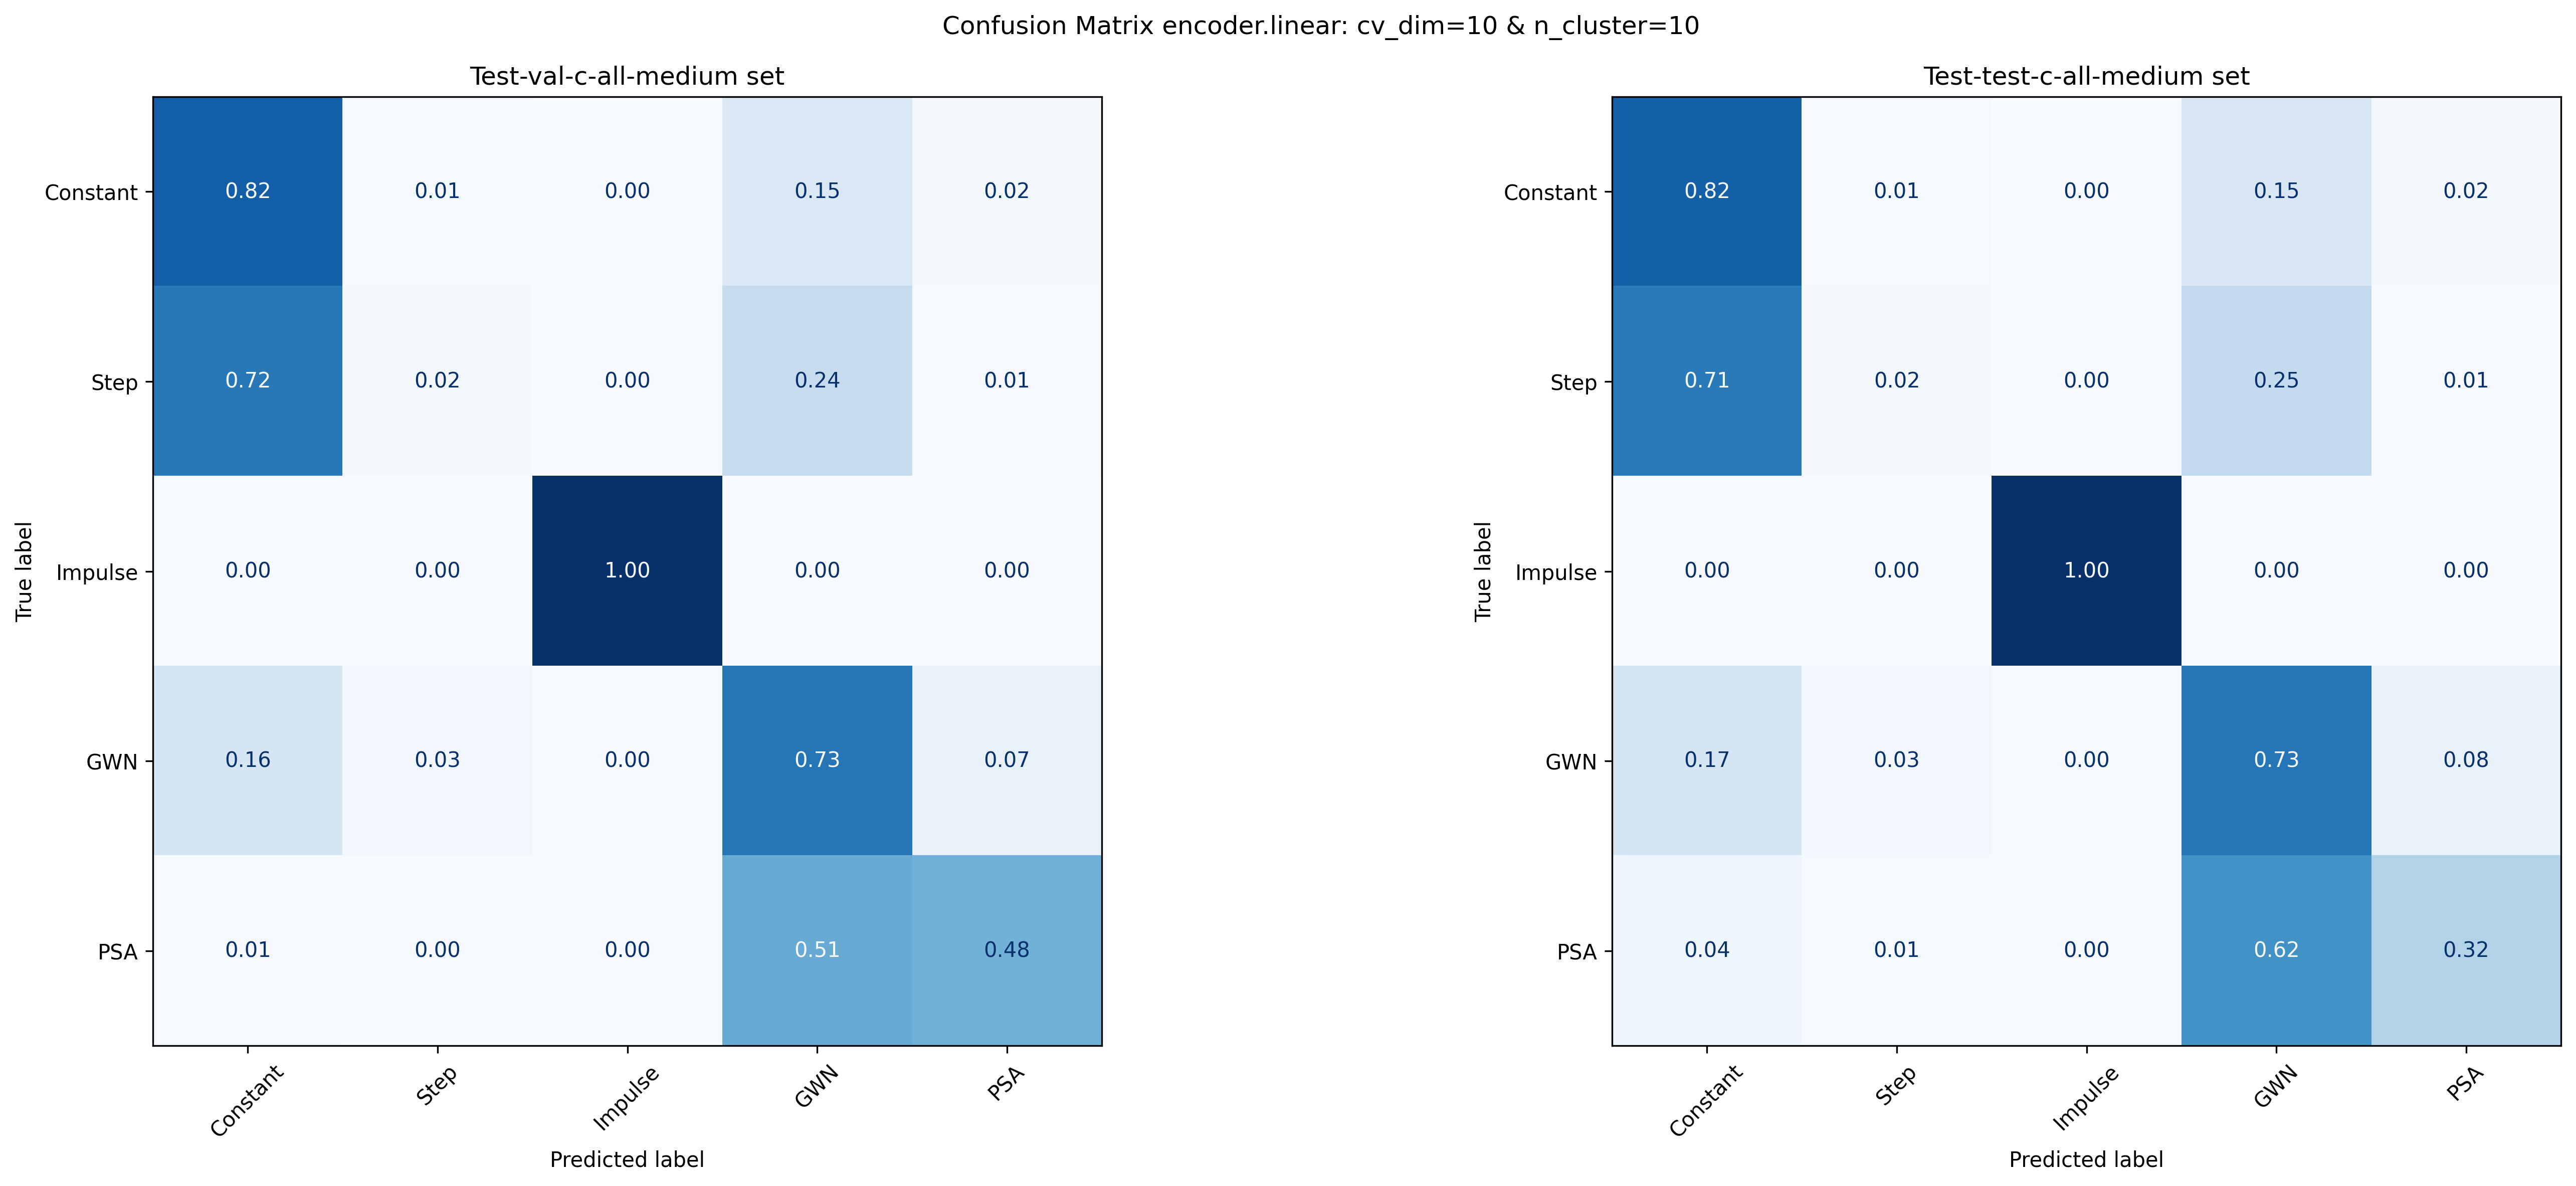 Confusion Matrix encoder.linear: cv_dim=10 & n_cluster=10
Test-val-c-all-medium set
True label
Constant 0.82 0.01 0.00 0.15 0.02
Step 0.72 0.02 0.00 0.24 0.01
Impulse 0.00 0.00 1.00 0.00 0.00
GWN 0.16 0.03 0.00 0.73 0.07
PSA 0.01 0.00 0.00 0.51 0.48
Constant Step Impulse GWN PSA
Predicted label
Test-test-c-all-medium set
True label
Constant 0.82 0.01 0.00 0.15 0.02
Step 0.71 0.02 0.00 0.25 0.01
Impulse 0.00 0.00 1.00 0.00 0.00
GWN 0.17 0.03 0.00 0.73 0.08
PSA 0.04 0.01 0.00 0.62 0.32
Constant Step Impulse GWN PSA
Predicted label